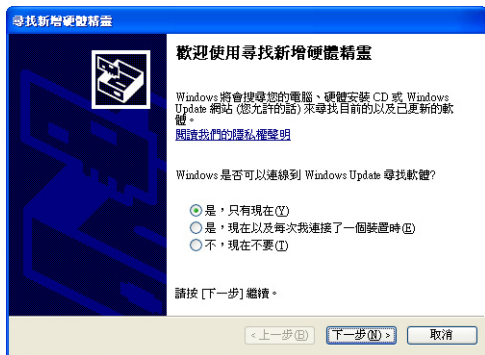 尋找新增硬體精靈
歡迎使用尋找新增硬體精靈
Windows 將會搜尋您的電腦、硬體安裝 CD 或 Windows
Update 網站 (您允許的話) 來尋找目前的以及已更新的軟
體。
閱讀我們的隱私權聲明
Windows 是否可以連線到 Windows Update 尋找軟體?
是，只有現在(Y)
是，現在以及每次我連接了一個裝置時(E)
不，現在不要(T)
請按 [下一步] 繼續。
<上一步(B) 下一步(N)> 取消